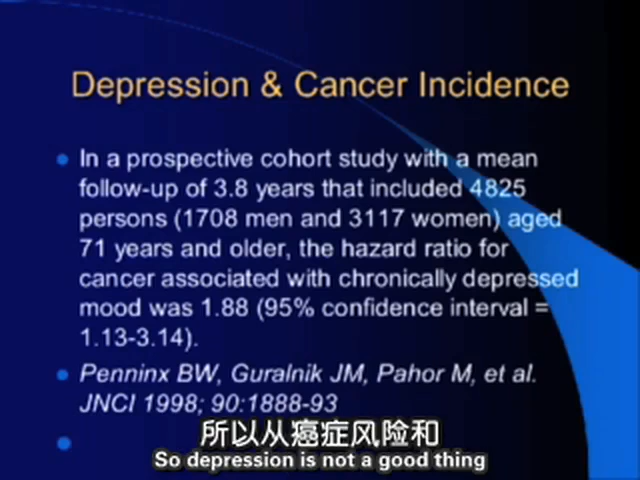 Depression & Cancer Incidence
In a prospective cohort study with a mean
follow-up of 3.8 years that included 4825
persons (1708 men and 3117 women) aged
71 years and older, the hazard ratio for
cancer associated with chronically depressed
mood was 1.88 (95% confidence interval =
1.13-3.14).
Penninx BW, Guralnik JM, Pahor M, et al.
JNCI 1998; 90:1888-93
所以从癌症风险和
So depression is not a good thing